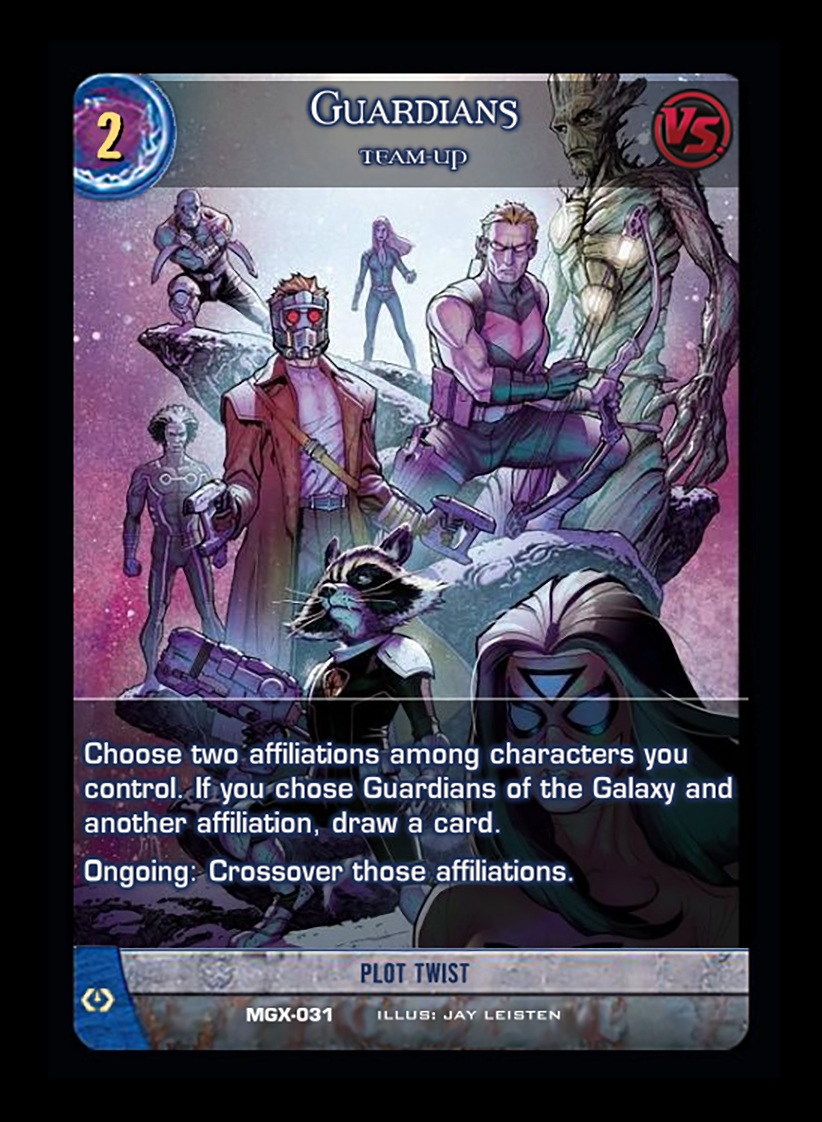 2
GUARDIANS
TEAM-UP
VS.
Choose two affiliations among characters you
control. If you chose Guardians of the Galaxy and
another affiliation, draw a card.
Ongoing: Crossover those affiliations.
PLOT TWIST
MGX-031 ILLUS: JAY LEISTEN